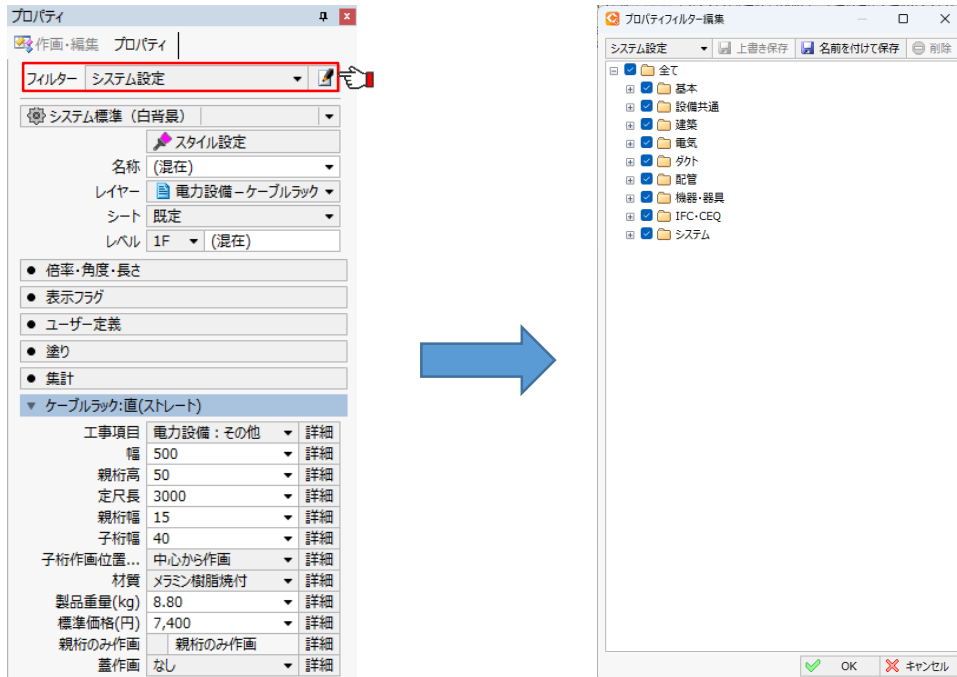 プロパティ
作画・編集 プロパティ
フィルター システム設定
システム標準（白背景）
スタイル設定
名称 (混在)
レイヤー 電力設備－ケーブルラック
シート 既定
レベル 1F (混在)
倍率・角度・長さ
表示フラグ
ユーザー定義
塗り
集計
ケーブルラック:直(ストレート)
工事項目 電力設備：その他 詳細
幅 500 詳細
親桁高 50 詳細
定尺長 3000 詳細
親桁幅 15 詳細
子桁幅 40 詳細
子桁作画位置... 中心から作画 詳細
材質 メラミン樹脂焼付 詳細
製品重量(kg) 8.80 詳細
標準価格(円) 7,400 詳細
親桁のみ作画 親桁のみ作画 詳細
蓋作画 なし 詳細
プロパティフィルター編集
システム設定 上書き保存 名前を付けて保存 削除
全て
基本
設備共通
建築
電気
ダクト
配管
機器・器具
IFC・CEQ
システム
OK キャンセル